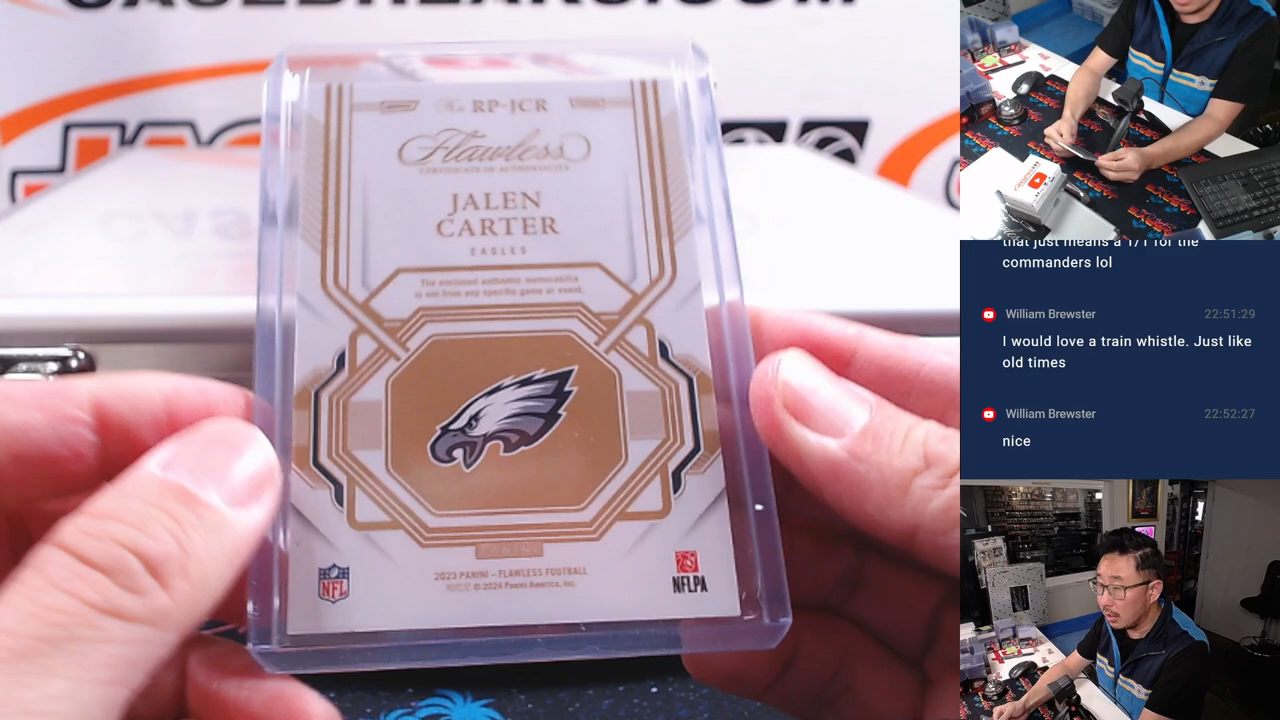 CASEBREAKS.COM
No. RP-JCR
Flawless
CERTIFICATE OF AUTHENTICITY
JALEN
CARTER
EAGLES
The enclosed authentic memorabilia
is not from any specific game or event.
NFL
2023 PANINI – FLAWLESS FOOTBALL
© 2024 Panini America, Inc.
NFLPA
that just means a 1/1 for the
commanders lol
William Brewster 22:51:29
I would love a train whistle. Just like
old times
William Brewster 22:52:27
nice